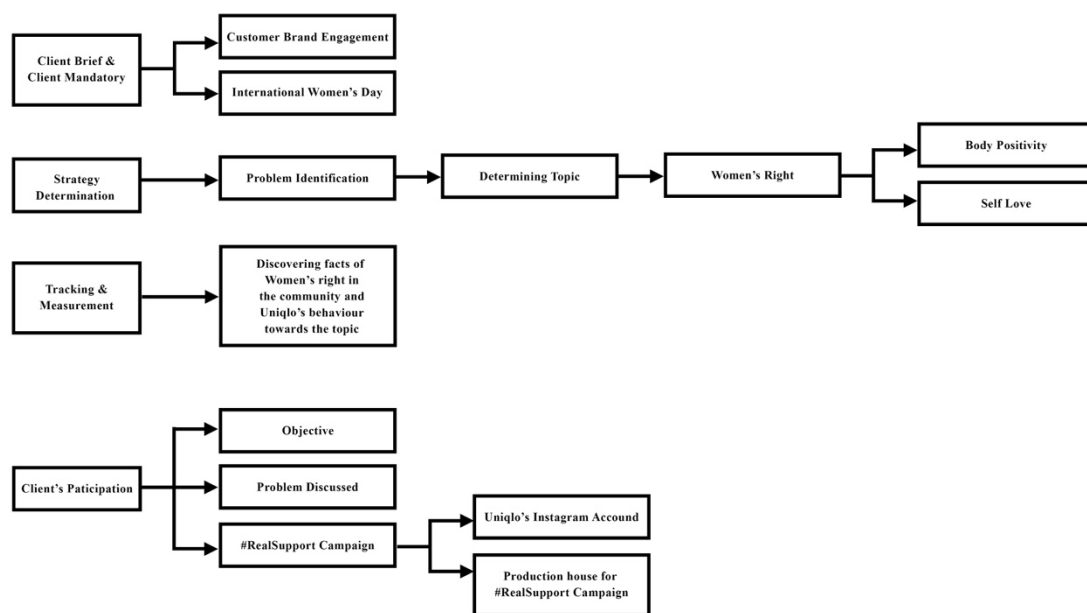 Client Brief &
Client Mandatory
Customer Brand Engagement
International Women's Day
Strategy
Determination
Problem Identification
Determining Topic
Women's Right
Body Positivity
Self Love
Tracking &
Measurement
Discovering facts of
Women's right in
the community and
Uniqlo's behaviour
towards the topic
Client's Paticipation
Objective
Problem Discussed
#RealSupport Campaign
Uniqlo's Instagram Accound
Production house for
#RealSupport Campaign